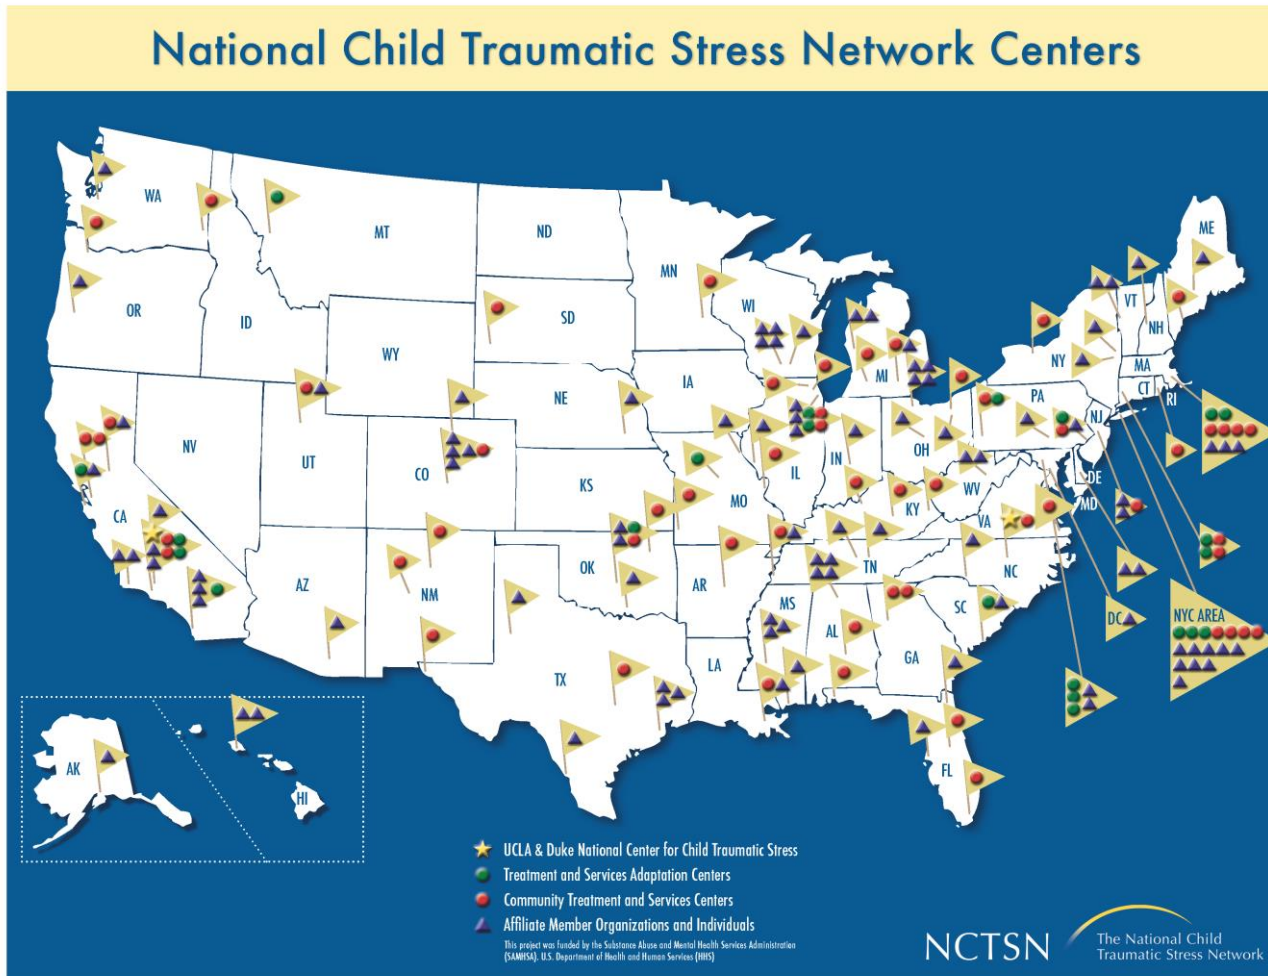 National Child Traumatic Stress Network Centers
WA
MT
ND
MN
ME
OR
ID
SD
WI
VT
NH
WY
NY
MI
MA
CT
RI
IA
NE
PA
NJ
NV
UT
CO
IL
IN
OH
KS
MO
WV
DE
MD
CA
KY
VA
OK
TN
NC
AZ
NM
AR
MS
AL
SC
DC
NYC AREA
GA
TX
LA
FL
AK
HI
UCLA & Duke National Center for Child Traumatic Stress
Treatment and Services Adaptation Centers
Community Treatment and Services Centers
Affiliate Member Organizations and Individuals
This project was funded by the Substance Abuse and Mental Health Services Administration
(SAMHSA). U.S. Department of Health and Human Services (HHS)
NCTSN
The National Child
Traumatic Stress Network